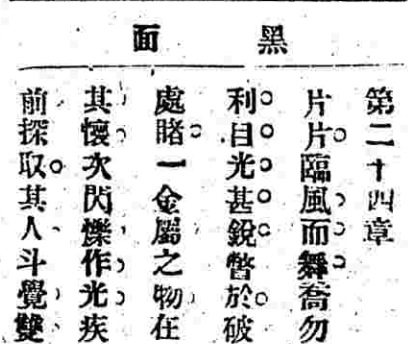 黑面
第二十四章
片片臨風而舞喬勿
利目光甚銳瞥於破
處睹一金屬之物在
其懷次閃爍作光疾
前探取其人斗覺雙